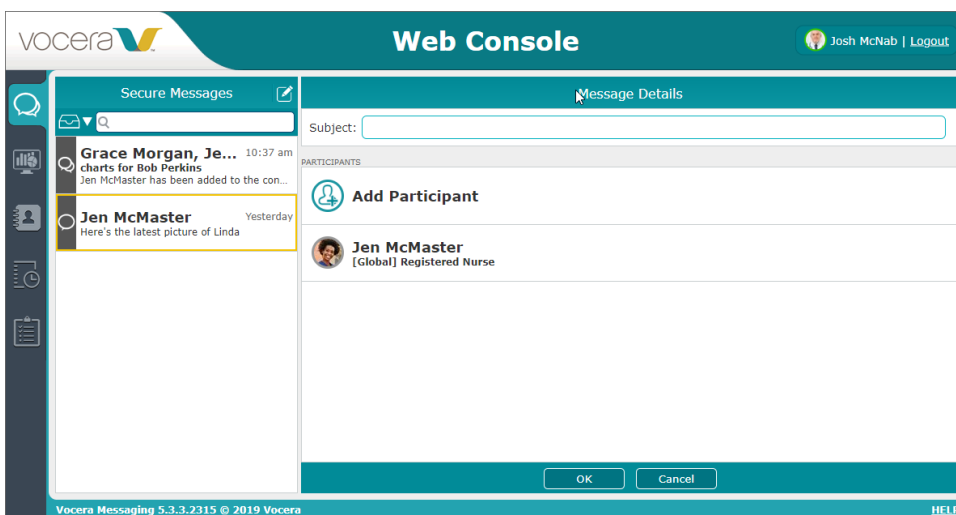 vocera
Web Console
Josh McNab | Logout
Secure Messages
Message Details
Subject:
Grace Morgan, Je... 10:37 am
charts for Bob Perkins
Jen McMaster has been added to the con...
PARTICIPANTS
Add Participant
Jen McMaster Yesterday
Here's the latest picture of Linda
Jen McMaster
[Global] Registered Nurse
OK Cancel
Vocera Messaging 5.3.3.2315 © 2019 Vocera
HELP